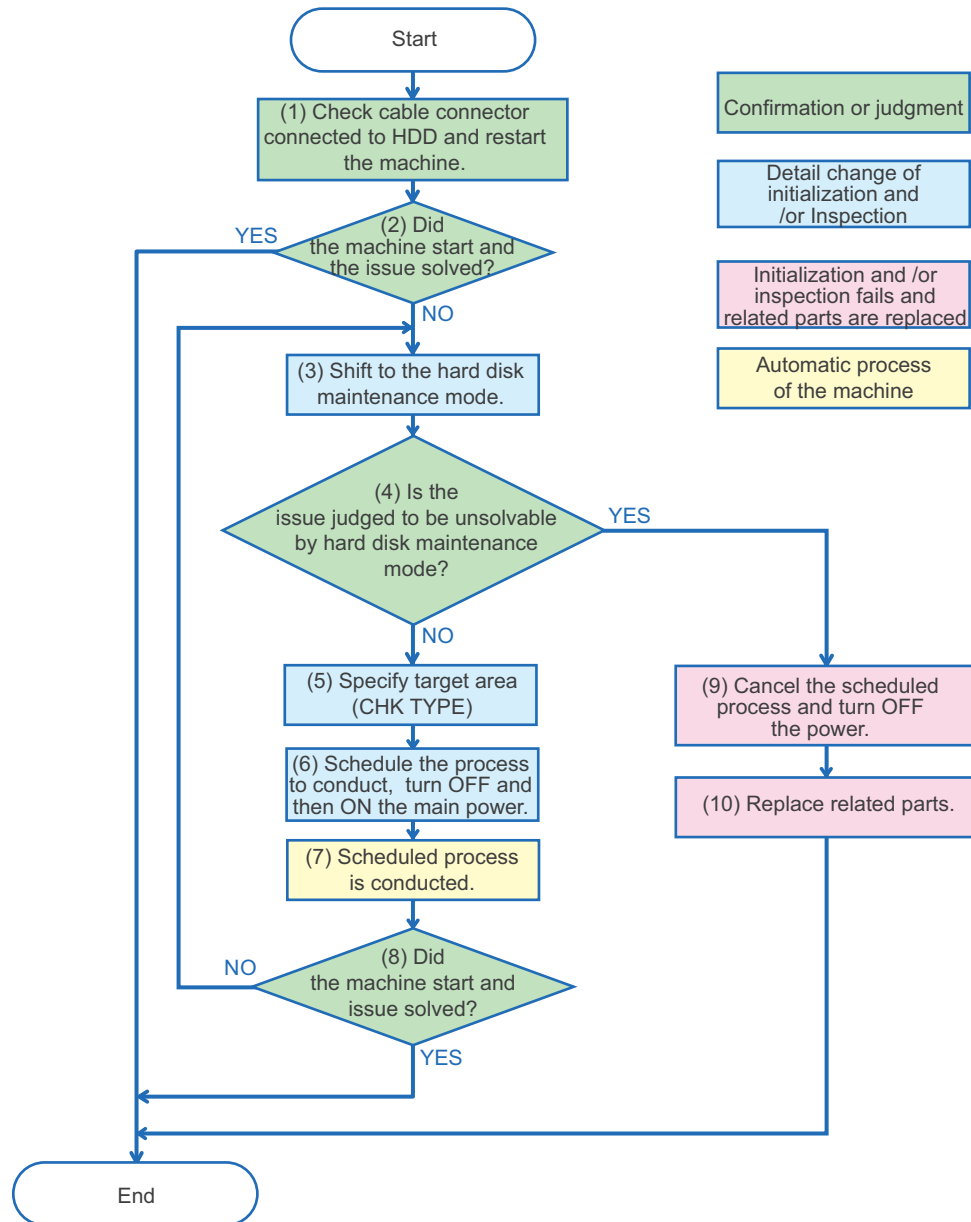 Start
(1) Check cable connector
connected to HDD and restart
the machine.
(2) Did
the machine start and
the issue solved?
YES
NO
(3) Shift to the hard disk
maintenance mode.
(4) Is the
issue judged to be unsolvable
by hard disk maintenance
mode?
YES
NO
(5) Specify target area
(CHK TYPE)
(6) Schedule the process
to conduct, turn OFF and
then ON the main power.
(7) Scheduled process
is conducted.
(8) Did
the machine start and
issue solved?
NO
YES
(9) Cancel the scheduled
process and turn OFF
the power.
(10) Replace related parts.
End
Confirmation or judgment
Detail change of
initialization and
/or Inspection
Initialization and /or
inspection fails and
related parts are replaced
Automatic process
of the machine